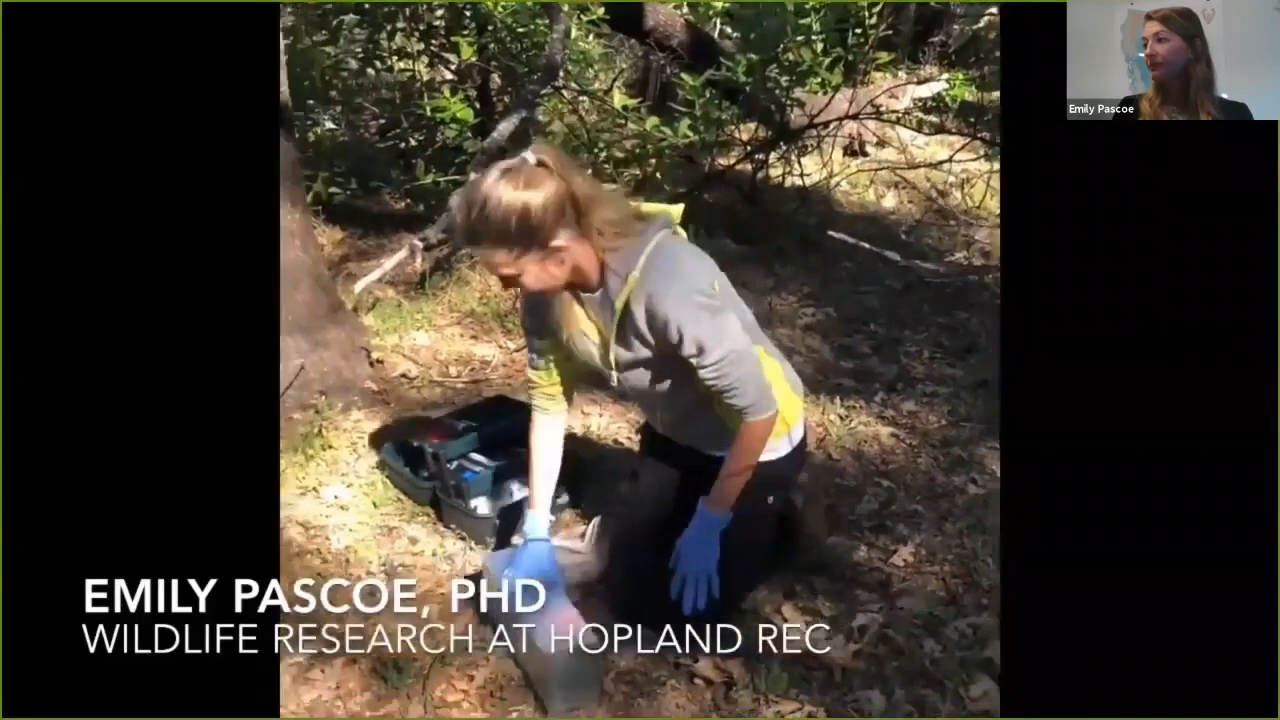 Emily Pascoe
EMILY PASCOE, PHD
WILDLIFE RESEARCH AT HOPLAND REC